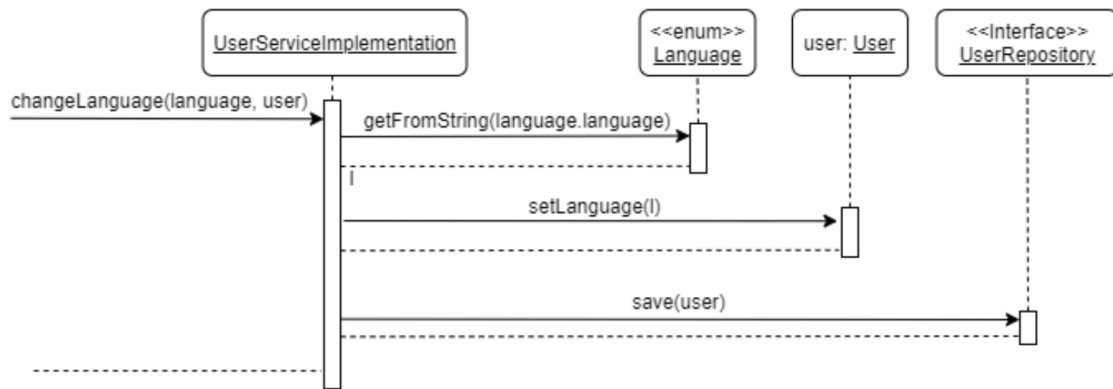 UserServiceImplementation
<<enum>>
Language
user: User
<<Interface>>
UserRepository
changeLanguage(language, user)
getFromString(language.language)
l
setLanguage(l)
save(user)